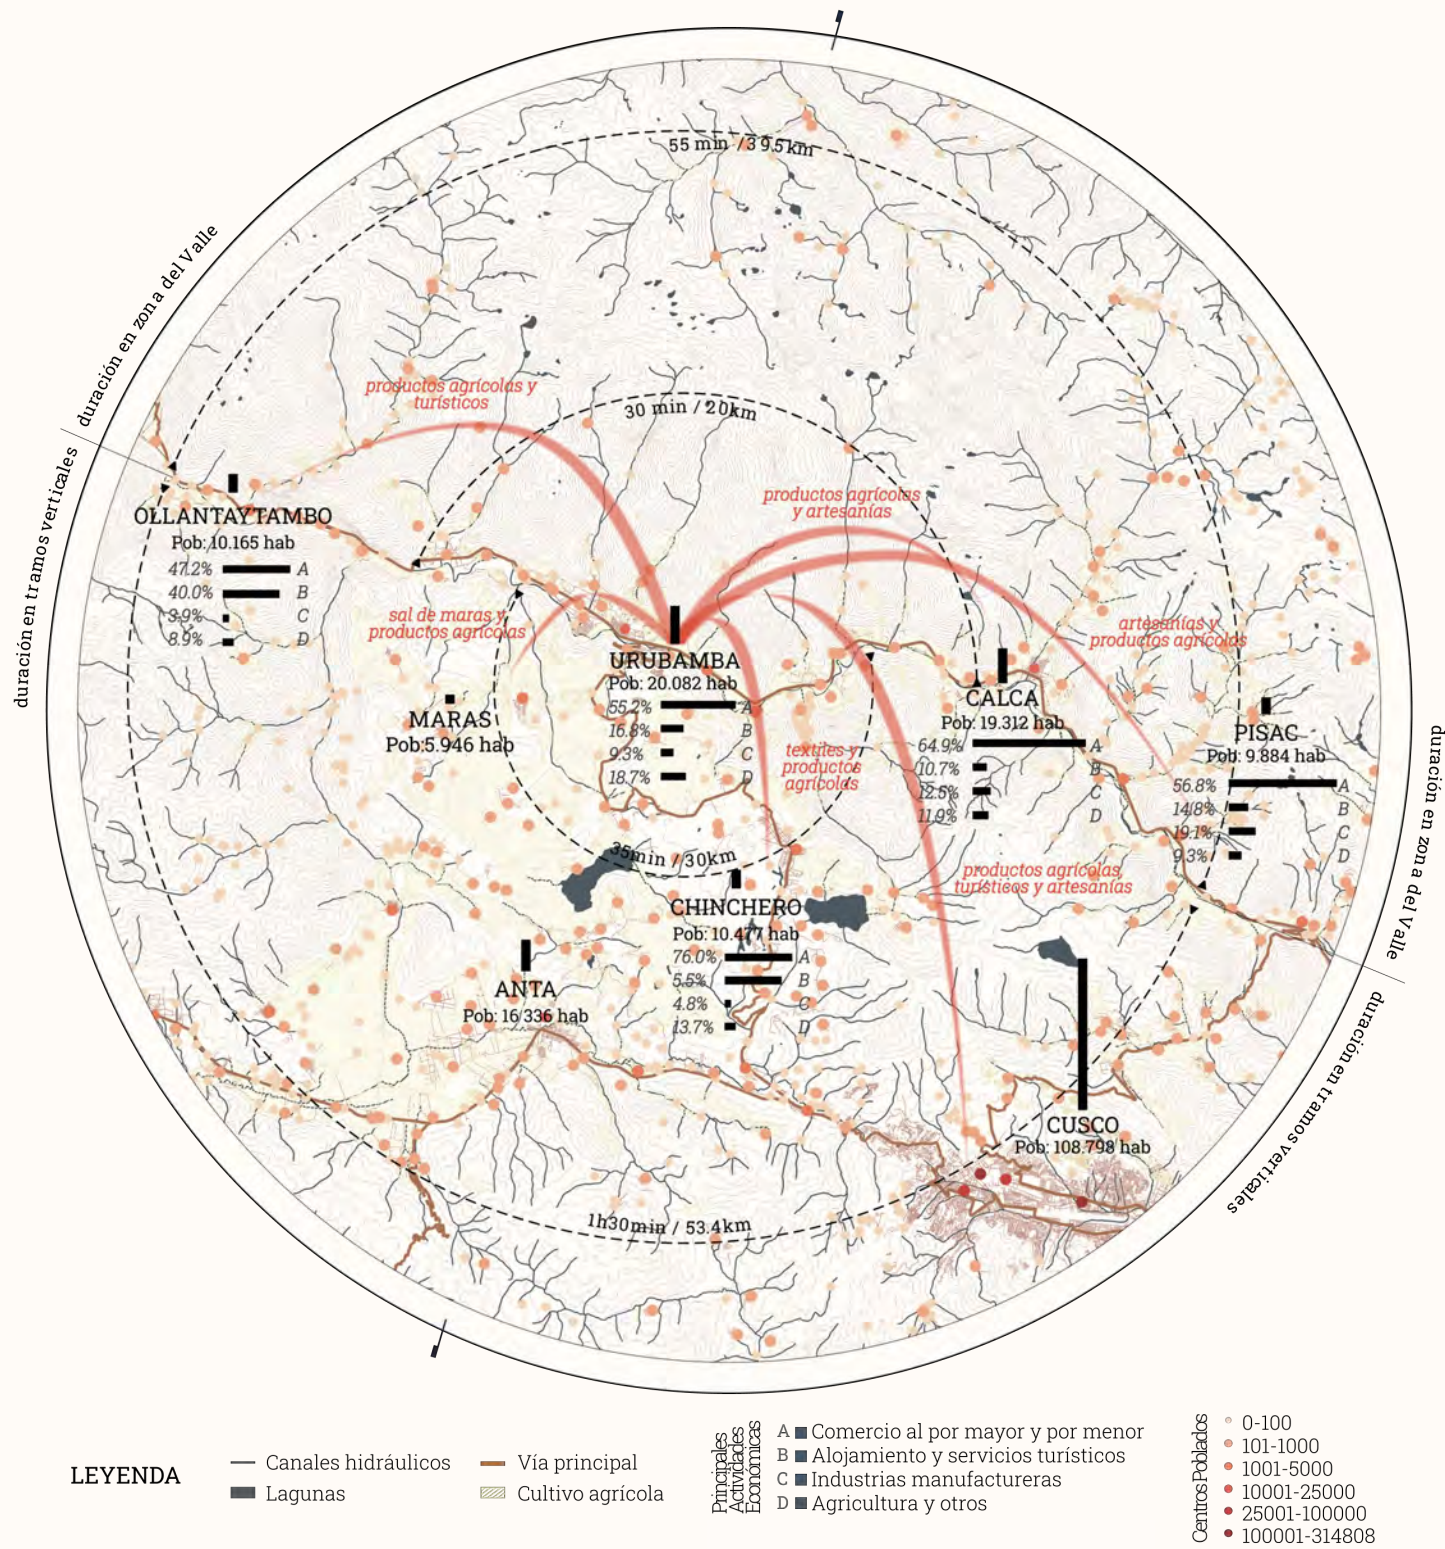 55 min / 39.5km
duración en zona del Valle
duración en tramos verticales
productos agrícolas y
turísticos
30 min / 20km
productos agrícolas
y artesanías
OLLANTAYTAMBO
Pob: 10.165 hab
47.2% A
40.0% B
3.9% C
8.9% D
sal de maras y
productos agrícolas
artesanías y
productos agrícolas
URUBAMBA
Pob: 20.082 hab
55.2% A
16.8% B
9.3% C
18.7% D
MARAS
Pob:5.946 hab
CALCA
Pob: 19.312 hab
64.9% A
10.7% B
12.5% C
11.9% D
PISAC
Pob: 9.884 hab
56.8% A
14.8% B
19.1% C
9.3% D
textiles y
productos
agrícolas
35min / 30km
productos agrícolas,
turísticos y artesanías
duración en zona del Valle
CHINCHERO
Pob: 10.477 hab
76.0% A
5.5% B
4.8% C
13.7% D
ANTA
Pob: 16.336 hab
duración en tramos verticales
CUSCO
Pob: 108.798 hab
1h30min / 53.4km
LEYENDA
Canales hidráulicos
Lagunas
Vía principal
Cultivo agrícola
Principales
Actividades
Económicas
A Comercio al por mayor y por menor
B Alojamiento y servicios turísticos
C Industrias manufactureras
D Agricultura y otros
Centros Poblados
0-100
101-1000
1001-5000
10001-25000
25001-100000
100001-314808